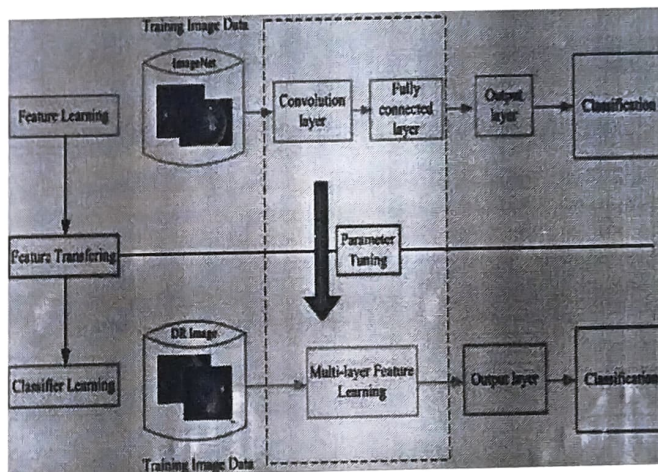 Training Image Data
ImageNet
Feature Learning
Convolution
layer
Fully
connected
layer
Output
layer
Classification
Feature Transfering
Parameter
Tuning
DR Image
Classifier Learning
Multi-layer Feature
Learning
Output layer
Classification
Training Image Data